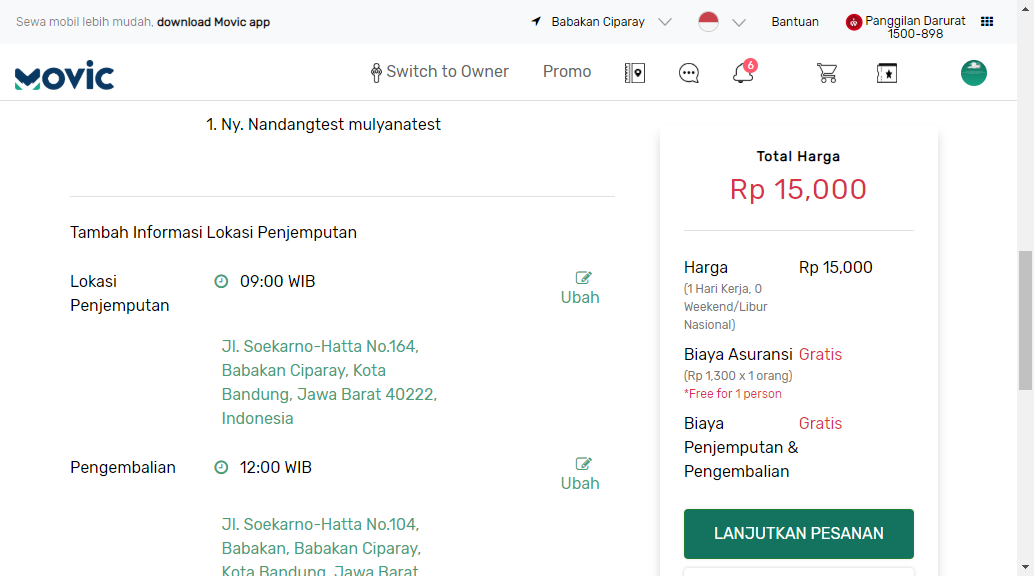 Sewa mobil lebih mudah, download Movic app
Babakan Ciparay
Bantuan
Panggilan Darurat
1500-898
MOVIC
Switch to Owner
Promo
6
1. Ny. Nandangtest mulyanatest
Tambah Informasi Lokasi Penjemputan
Lokasi
Penjemputan
09:00 WIB
Ubah
Jl. Soekarno-Hatta No.164,
Babakan Ciparay, Kota
Bandung, Jawa Barat 40222,
Indonesia
Pengembalian
12:00 WIB
Ubah
Jl. Soekarno-Hatta No.104,
Babakan, Babakan Ciparay,
Kota Bandung, Jawa Barat
Total Harga
Rp 15,000
Harga
Rp 15,000
(1 Hari Kerja, 0
Weekend/Libur
Nasional)
Biaya Asuransi Gratis
(Rp 1,300 x 1 orang)
*Free for 1 person
Biaya Gratis
Penjemputan &
Pengembalian
LANJUTKAN PESANAN